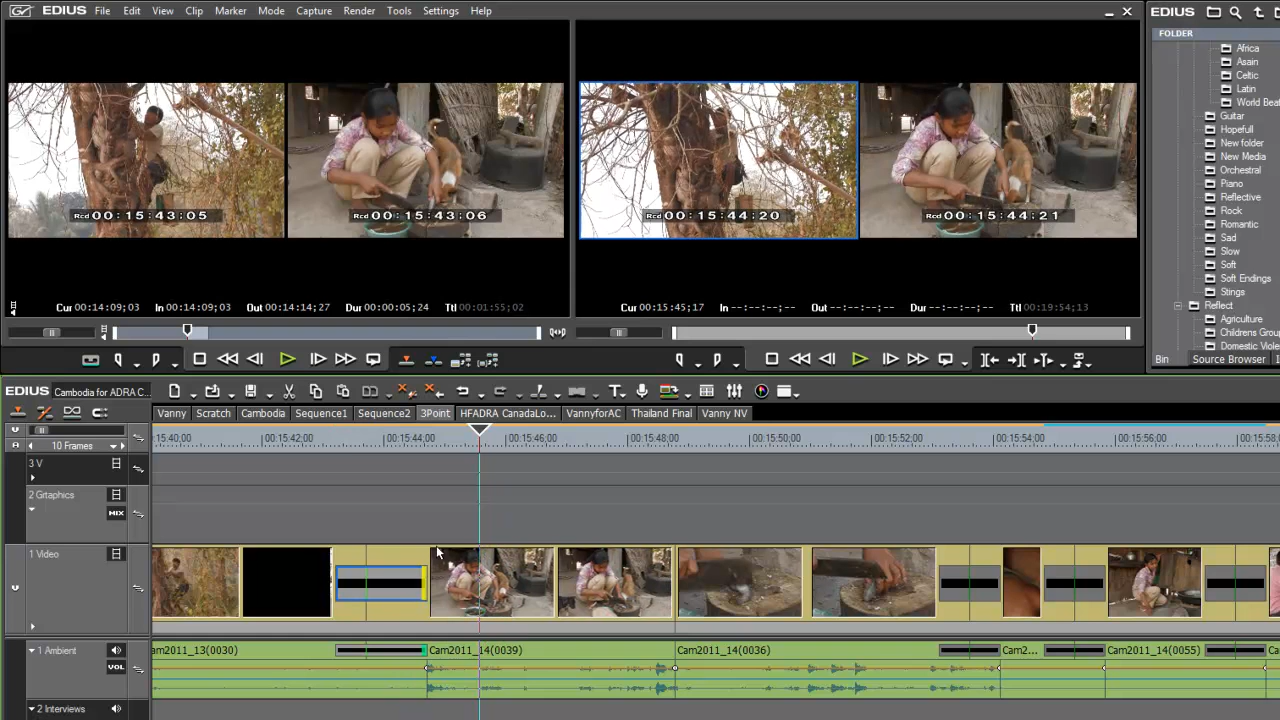 EDIUS File Edit View Clip Marker Mode Capture Render Tools Settings Help
EDIUS
FOLDER
Africa
Asain
Celtic
Latin
World Beat
Guitar
Hopefull
New folder
New Media
Orchestral
Piano
Reflective
Rock
Romantic
Sad
Slow
Soft
Soft Endings
Stings
Reflect
Agriculture
Childrens Group
Domestic Viole
Bin Source Browser
Rcd 00:15:43:05
Rcd 00:15:43:06
Rcd 00:15:44:20
Rcd 00:15:44:21
Cur 00:14:09;03 In 00:14:09;03 Out 00:14:14;27 Dur 00:00:05;24 Ttl 00:01:55;02
Cur 00:15:45;17 In --:--:--;-- Out --:--:--;-- Dur --:--:--;-- Ttl 00:19:54;13
EDIUS Cambodia for ADRA C...
Vanny Scratch Cambodia Sequence1 Sequence2 3Point HFADRA CanadaLo... VannyforAC Thailand Final Vanny NV
10 Frames
:15:40;00 00:15:42;00 00:15:44;00 00:15:46;00 00:15:48;00 00:15:50;00 00:15:52;00 00:15:54;00 00:15:56;00 00:15:58;0
3 V
2 Grtaphics
MIX
1 Video
1 Ambient
VOL
am2011_13(0030) Cam2011_14(0039) Cam2011_14(0036) Cam2... Cam2011_14(0055) Ca
2 Interviews